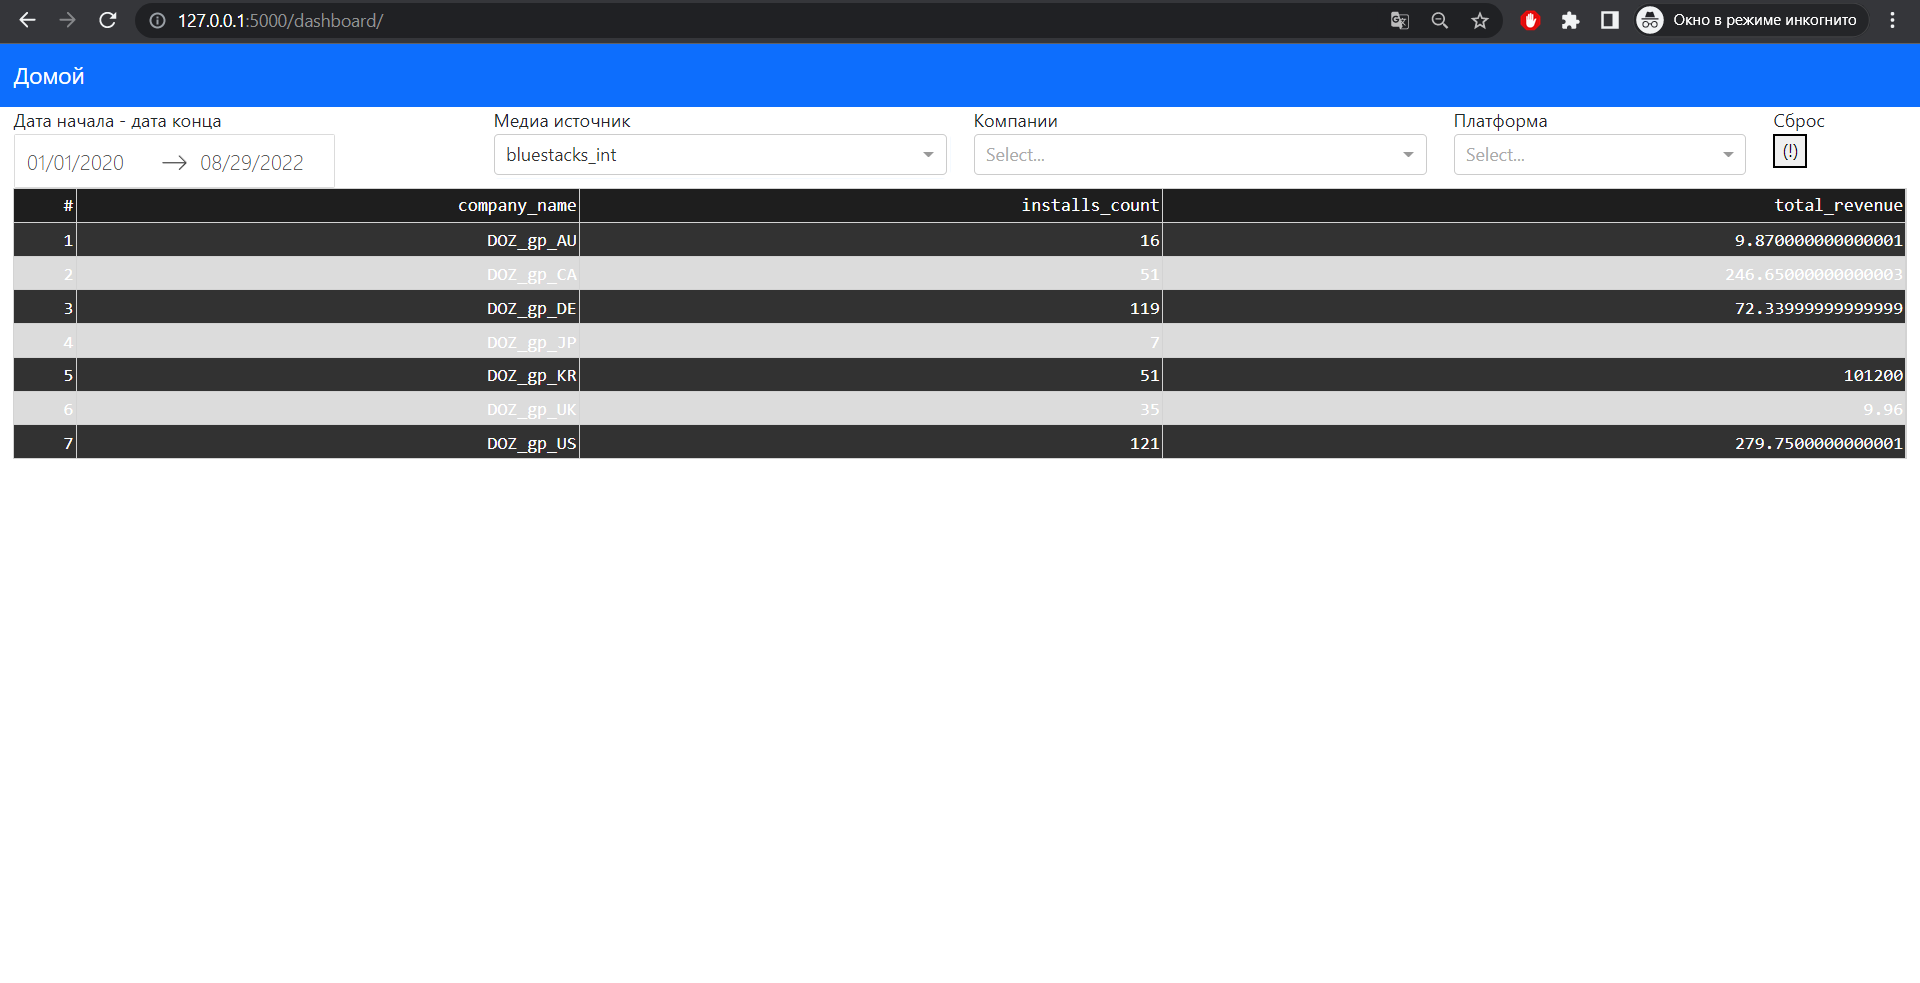 127.0.0.1:5000/dashboard/ Окно в режиме инкогнито
Домой
Дата начала - дата конца Медиа источник Компании Платформа Сброс
01/01/2020 → 08/29/2022 bluestacks_int Select... Select... (!)
# company_name installs_count total_revenue
1 DOZ_gp_AU 16 9.870000000000001
2 DOZ_gp_CA 51 246.65000000000003
3 DOZ_gp_DE 119 72.33999999999999
4 DOZ_gp_JP 7
5 DOZ_gp_KR 51 101200
6 DOZ_gp_UK 35 9.96
7 DOZ_gp_US 121 279.7500000000001